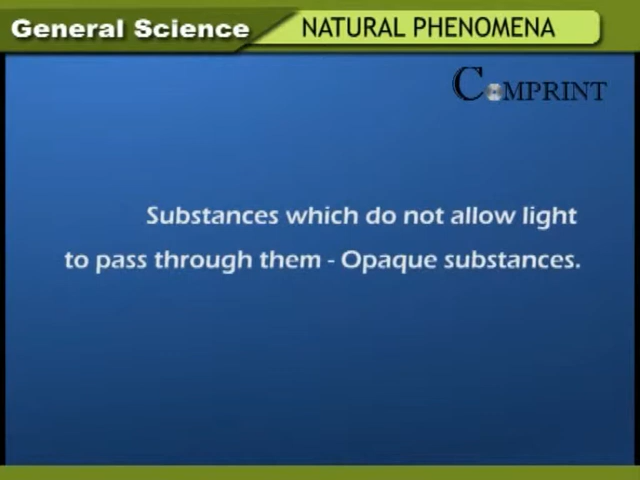 General Science
NATURAL PHENOMENA
COMPRINT
Substances which do not allow light
to pass through them - Opaque substances.